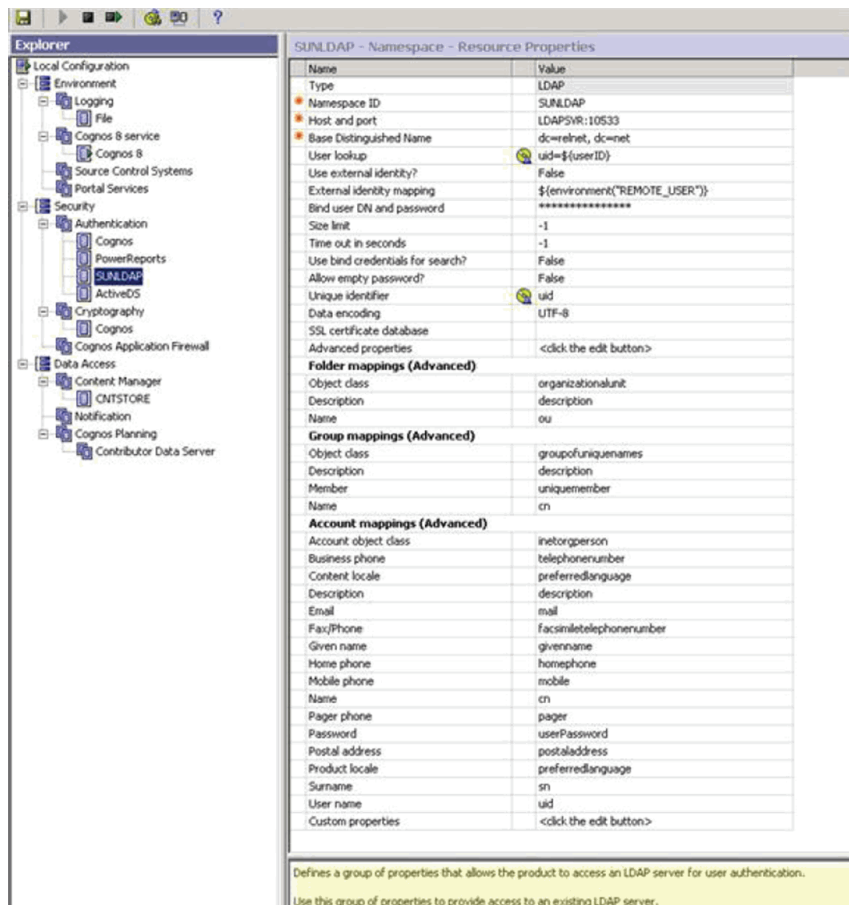 Explorer
Local Configuration
Environment
Logging
File
Cognos 8 service
Cognos 8
Source Control Systems
Portal Services
Security
Authentication
Cognos
PowerReports
SUNLDAP
ActiveDS
Cryptography
Cognos
Cognos Application Firewall
Data Access
Content Manager
CNTSTORE
Notification
Cognos Planning
Contributor Data Server
SUNLDAP - Namespace - Resource Properties
Name Value
Type LDAP
* Namespace ID SUNLDAP
* Host and port LDAPSVR:10533
* Base Distinguished Name dc=relnet, dc=net
User lookup uid=${userID}
Use external identity? False
External identity mapping ${environment("REMOTE_USER")}
Bind user DN and password ***************
Size limit -1
Time out in seconds -1
Use bind credentials for search? False
Allow empty password? False
Unique identifier uid
Data encoding UTF-8
SSL certificate database
Advanced properties <click the edit button>
Folder mappings (Advanced)
Object class organizationalunit
Description description
Name ou
Group mappings (Advanced)
Object class groupofuniquenames
Description description
Member uniquemember
Name cn
Account mappings (Advanced)
Account object class inetorgperson
Business phone telephonenumber
Content locale preferredlanguage
Description description
Email mail
Fax/Phone facsimiletelephonenumber
Given name givenname
Home phone homephone
Mobile phone mobile
Name cn
Pager phone pager
Password userPassword
Postal address postaladdress
Product locale preferredlanguage
Surname sn
User name uid
Custom properties <click the edit button>
Defines a group of properties that allows the product to access an LDAP server for user authentication.
Use this group of properties to provide access to an existing LDAP server.